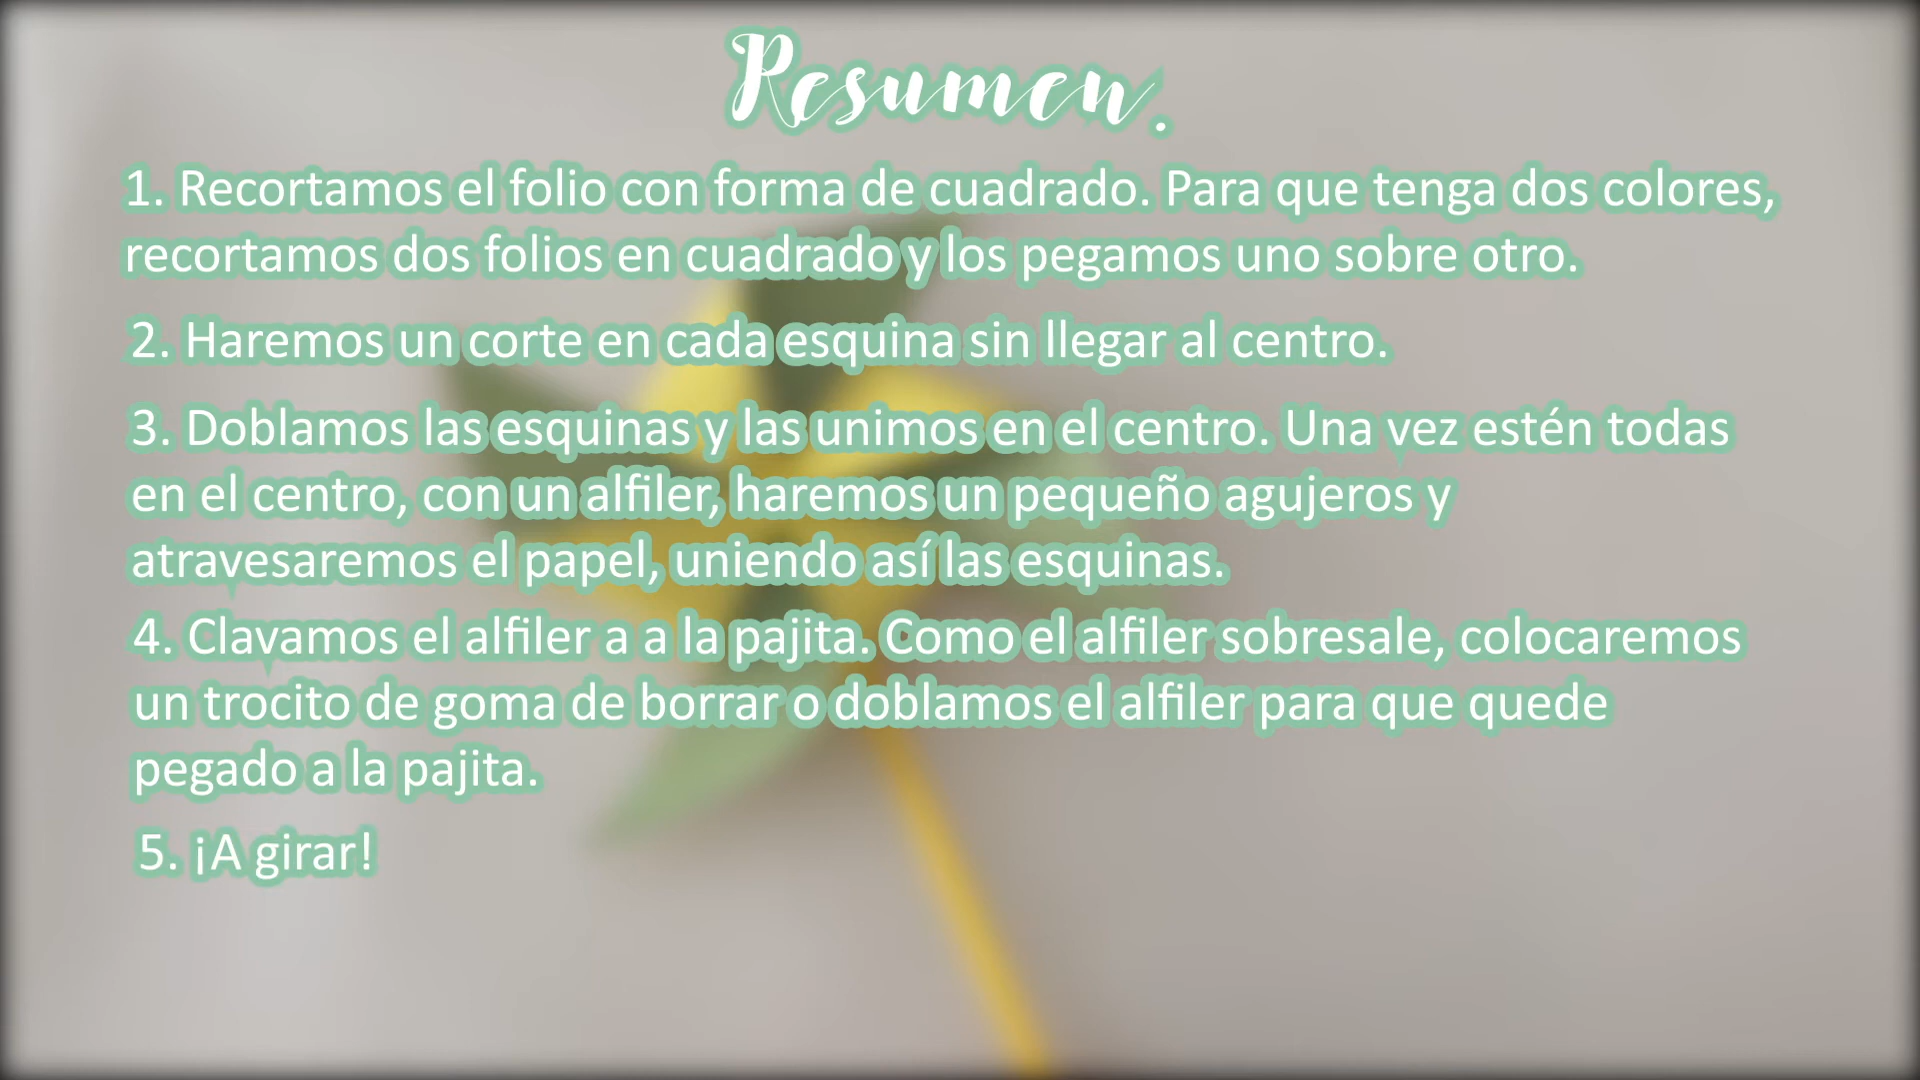 Resumen.
1. Recortamos el folio con forma de cuadrado. Para que tenga dos colores,
recortamos dos folios en cuadrado y los pegamos uno sobre otro.
2. Haremos un corte en cada esquina sin llegar al centro.
3. Doblamos las esquinas y las unimos en el centro. Una vez estén todas
en el centro, con un alfiler, haremos un pequeño agujeros y
atravesaremos el papel, uniendo así las esquinas.
4. Clavamos el alfiler a a la pajita. Como el alfiler sobresale, colocaremos
un trocito de goma de borrar o doblamos el alfiler para que quede
pegado a la pajita.
5. ¡A girar!